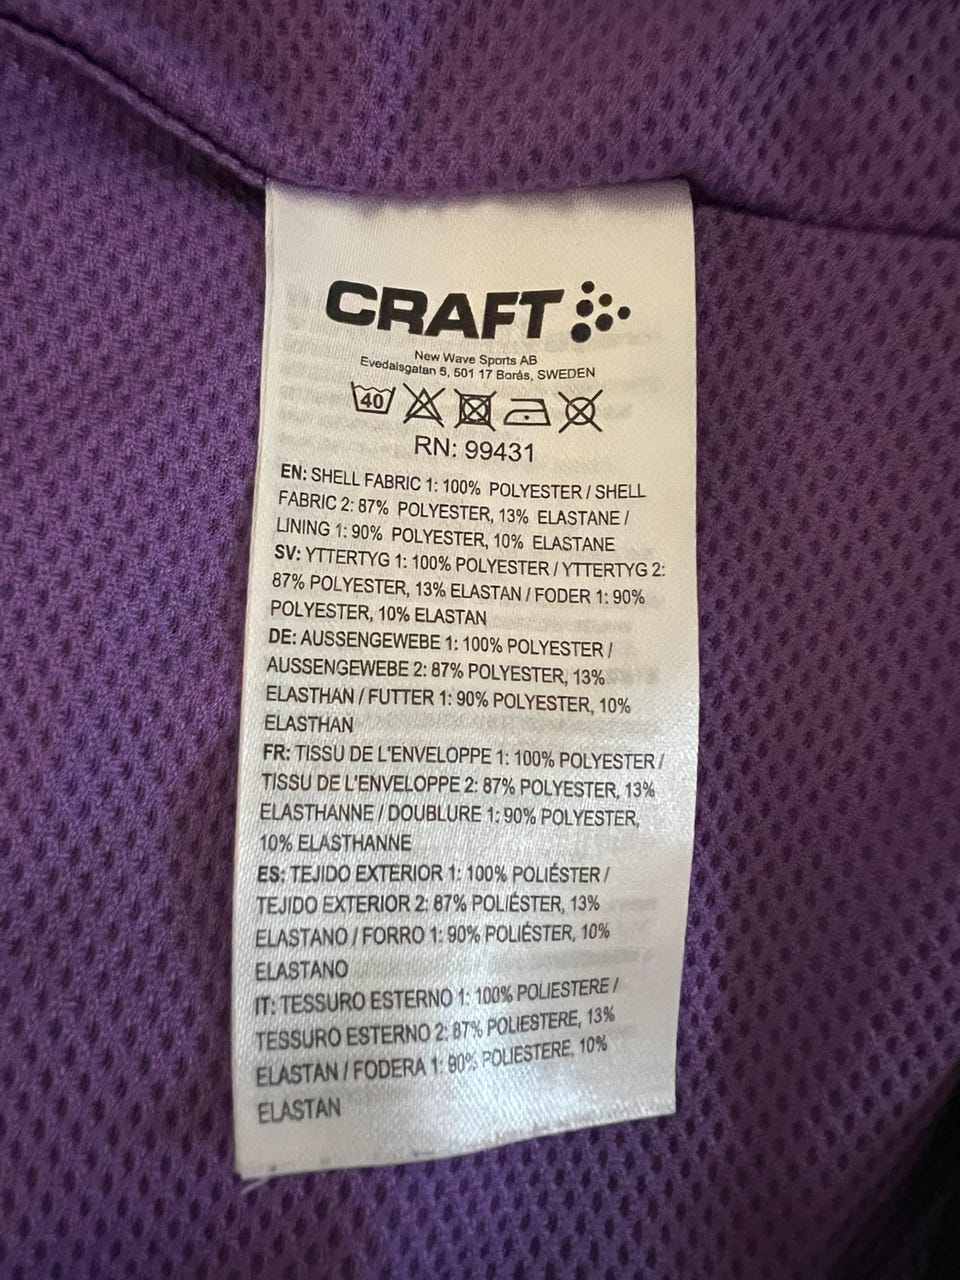 CRAFT
New Wave Sports AB
Evedalsgatan 5, 501 17 Borås, SWEDEN
40
RN: 99431
EN: SHELL FABRIC 1: 100% POLYESTER / SHELL
FABRIC 2: 87% POLYESTER, 13% ELASTANE /
LINING 1: 90% POLYESTER, 10% ELASTANE
SV: YTTERTYG 1: 100% POLYESTER / YTTERTYG 2:
87% POLYESTER, 13% ELASTAN / FODER 1: 90%
POLYESTER, 10% ELASTAN
DE: AUSSENGEWEBE 1: 100% POLYESTER /
AUSSENGEWEBE 2: 87% POLYESTER, 13%
ELASTHAN / FUTTER 1: 90% POLYESTER, 10%
ELASTHAN
FR: TISSU DE L'ENVELOPPE 1: 100% POLYESTER /
TISSU DE L'ENVELOPPE 2: 87% POLYESTER, 13%
ELASTHANNE / DOUBLURE 1: 90% POLYESTER,
10% ELASTHANNE
ES: TEJIDO EXTERIOR 1: 100% POLIÉSTER /
TEJIDO EXTERIOR 2: 87% POLIÉSTER, 13%
ELASTANO / FORRO 1: 90% POLIÉSTER, 10%
ELASTANO
IT: TESSURO ESTERNO 1: 100% POLIESTERE /
TESSURO ESTERNO 2: 87% POLIESTERE, 13%
ELASTAN / FODERA 1: 90% POLIESTERE, 10%
ELASTAN